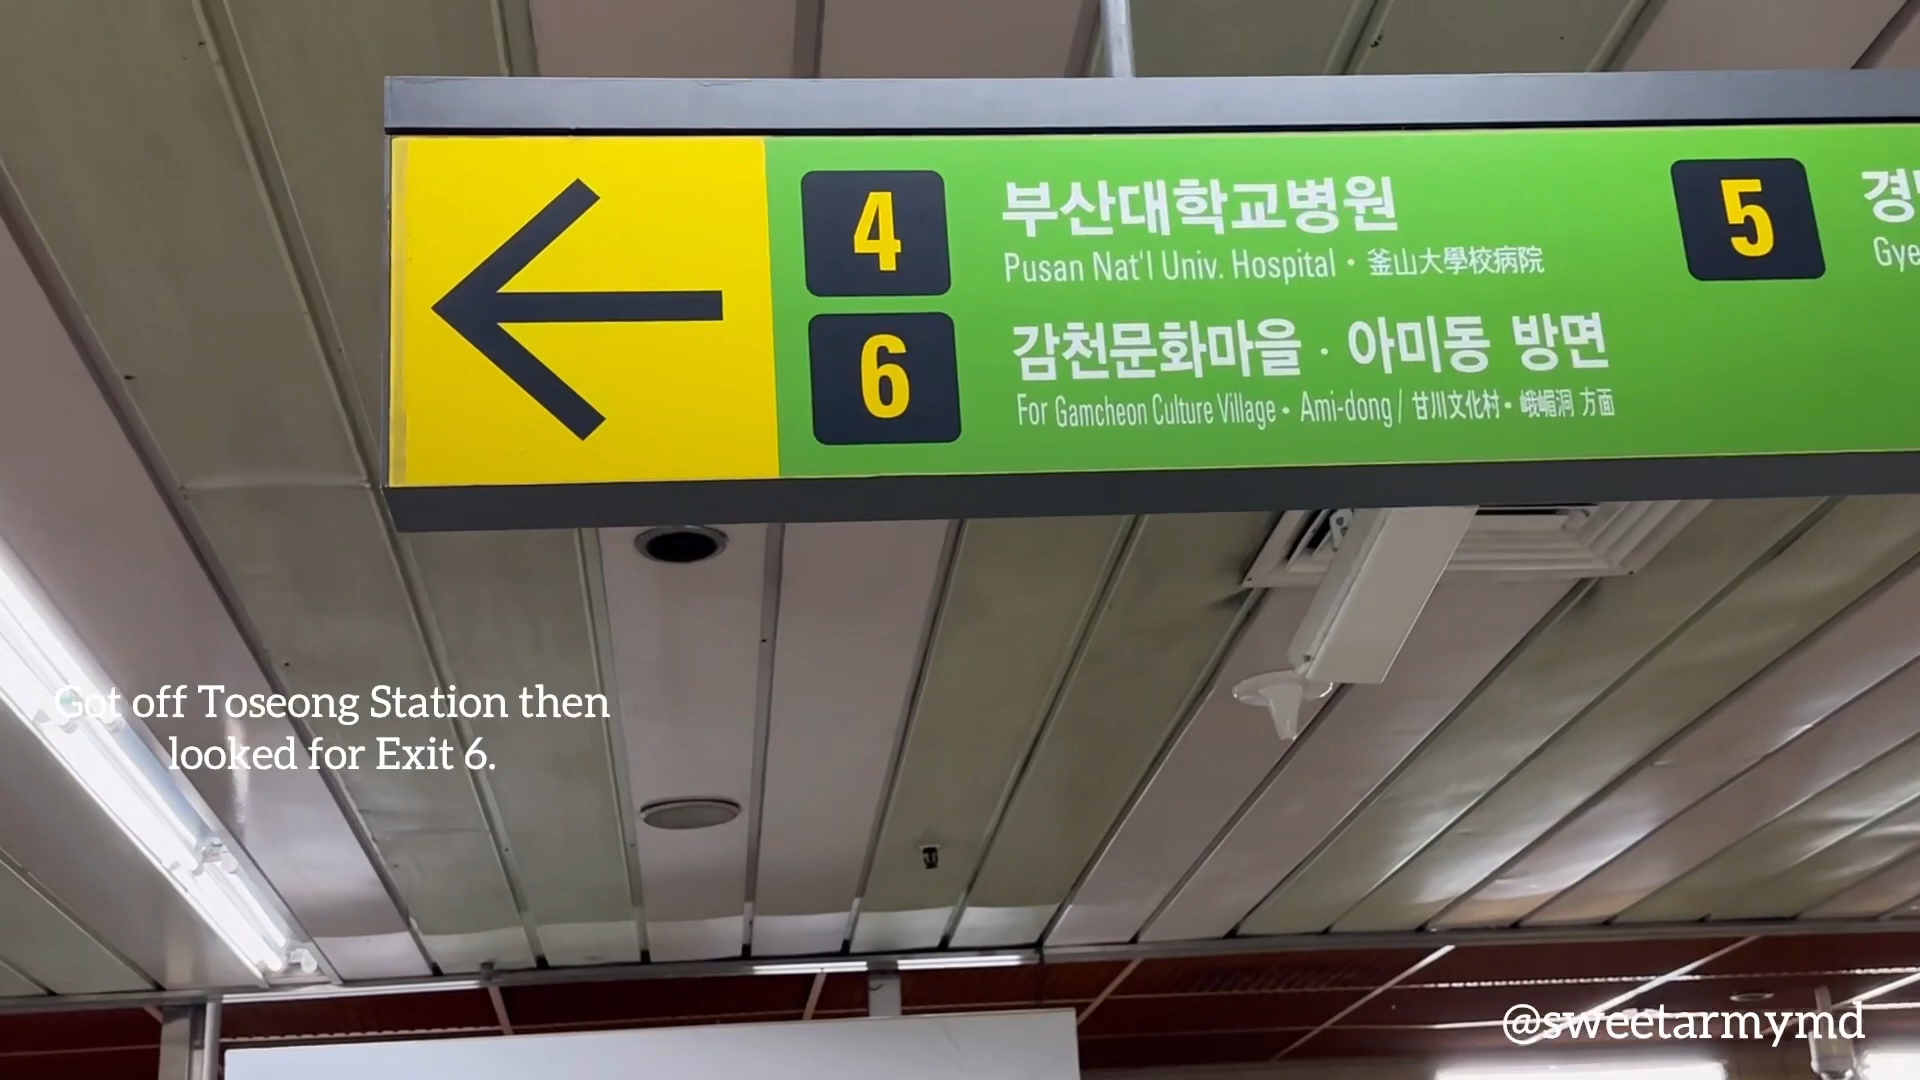 4 부산대학교병원
Pusan Nat'l Univ. Hospital • 釜山大學校病院
6 감천문화마을 · 아미동 방면
For Gamcheon Culture Village • Ami-dong / 甘川文化村 • 峨嵋洞 方面
5
Gye
Got off Toseong Station then
looked for Exit 6.
@sweetarmymd